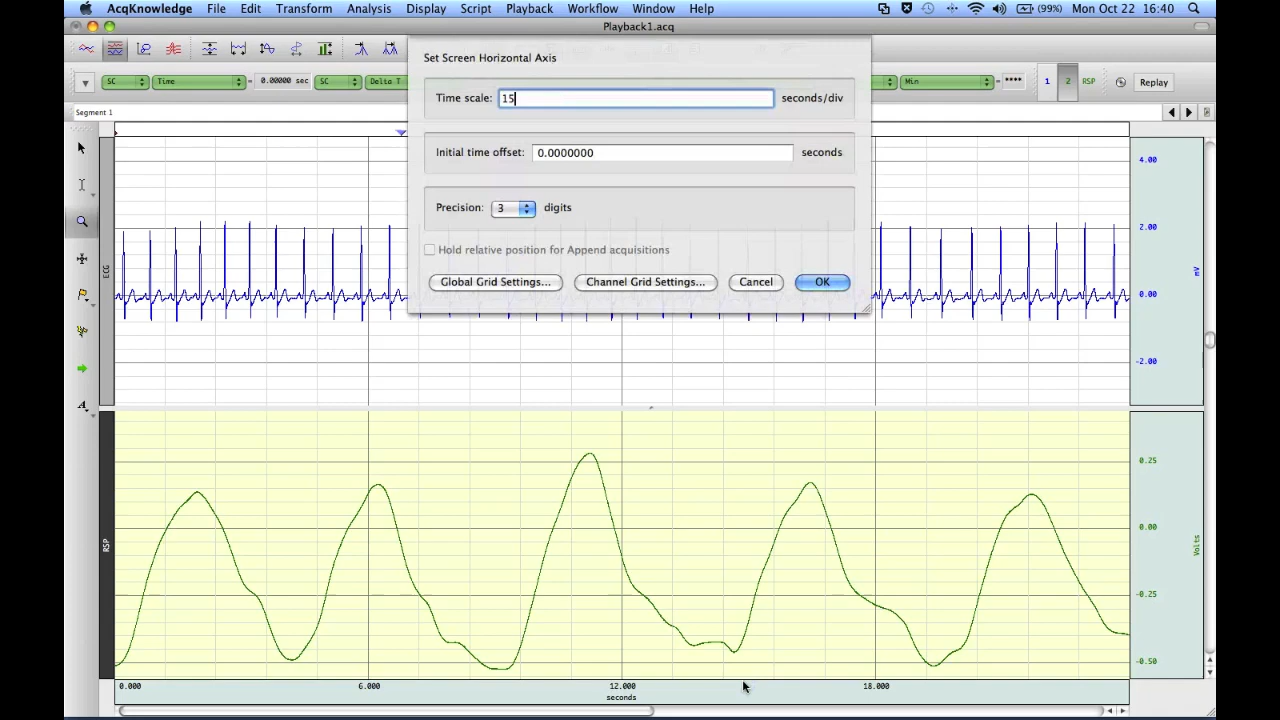 AcqKnowledge File Edit Transform Analysis Display Script Playback Workflow Window Help (99%) Mon Oct 22 16:40
Playback1.acq
SC Time = 0.00000 sec SC Delta T Min = **** 1 2 RSP Replay
Segment 1
Set Screen Horizontal Axis
Time scale: 15 seconds/div
Initial time offset: 0.0000000 seconds
Precision: 3 digits
Hold relative position for Append acquisitions
Global Grid Settings... Channel Grid Settings... Cancel OK
ECG
4.00
2.00
0.00
-2.00
mV
RSP
0.25
0.00
-0.25
-0.50
Volts
0.000 6.000 12.000 18.000
seconds